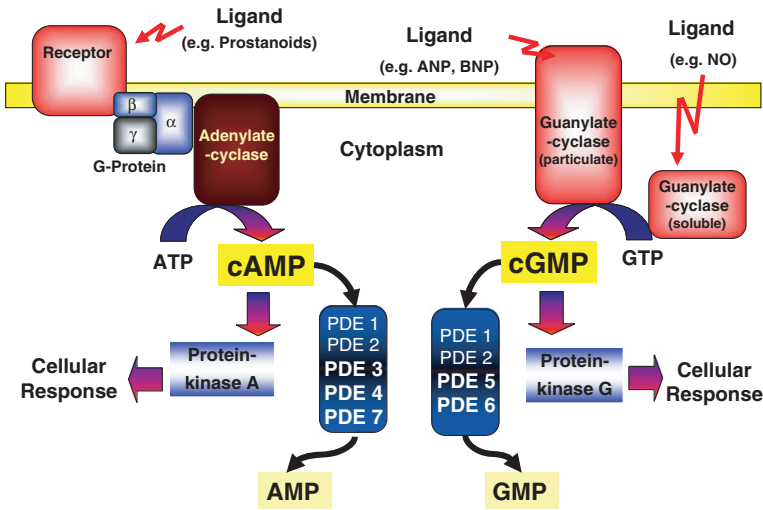 Ligand
(e.g. Prostanoids)
Receptor
Ligand
(e.g. ANP, BNP)
Ligand
(e.g. NO)
Membrane
β
γ
α
G-Protein
Adenylate
-cyclase
Cytoplasm
Guanylate
-cyclase
(particulate)
Guanylate
-cyclase
(soluble)
ATP
cAMP
cGMP
GTP
PDE 1
PDE 2
PDE 3
PDE 4
PDE 7
PDE 1
PDE 2
PDE 5
PDE 6
Cellular
Response
Protein-
kinase A
Protein-
kinase G
Cellular
Response
AMP
GMP